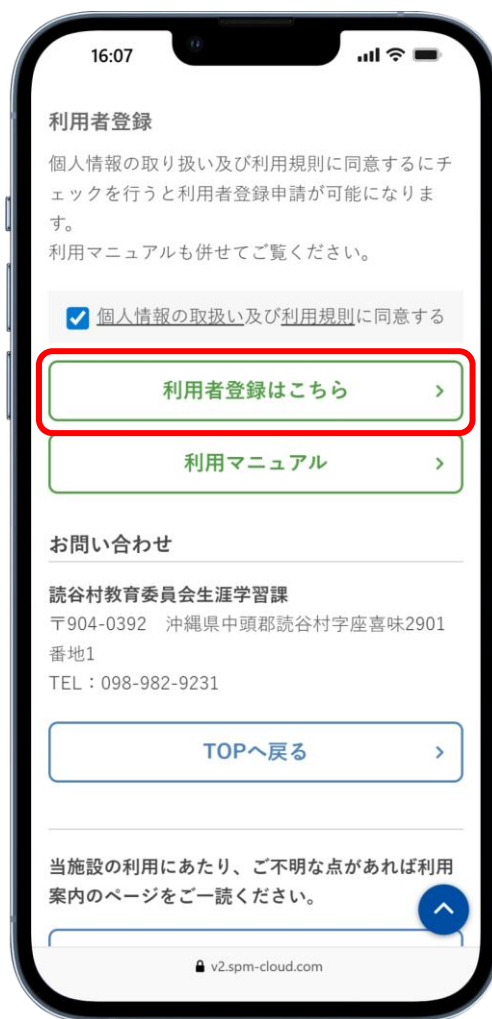 16:07
利用者登録
個人情報の取り扱い及び利用規則に同意するにチ
ェックを行うと利用者登録申請が可能になりま
す。
利用マニュアルも併せてご覧ください。
個人情報の取扱い及び利用規則に同意する
利用者登録はこちら
利用マニュアル
お問い合わせ
読谷村教育委員会生涯学習課
〒904-0392　沖縄県中頭郡読谷村字座喜味2901
番地1
TEL：098-982-9231
TOPへ戻る
当施設の利用にあたり、ご不明な点があれば利用
案内のページをご一読ください。
v2.spm-cloud.com